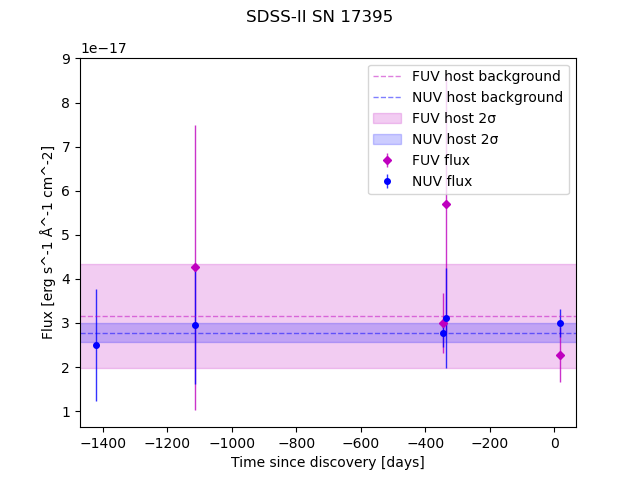 SDSS-II SN 17395
1e−17
9
8
7
6
5
4
3
2
1
Flux [erg s^-1 Å^-1 cm^-2]
FUV host background
NUV host background
FUV host 2σ
NUV host 2σ
FUV flux
NUV flux
−1400 −1200 −1000 −800 −600 −400 −200 0
Time since discovery [days]